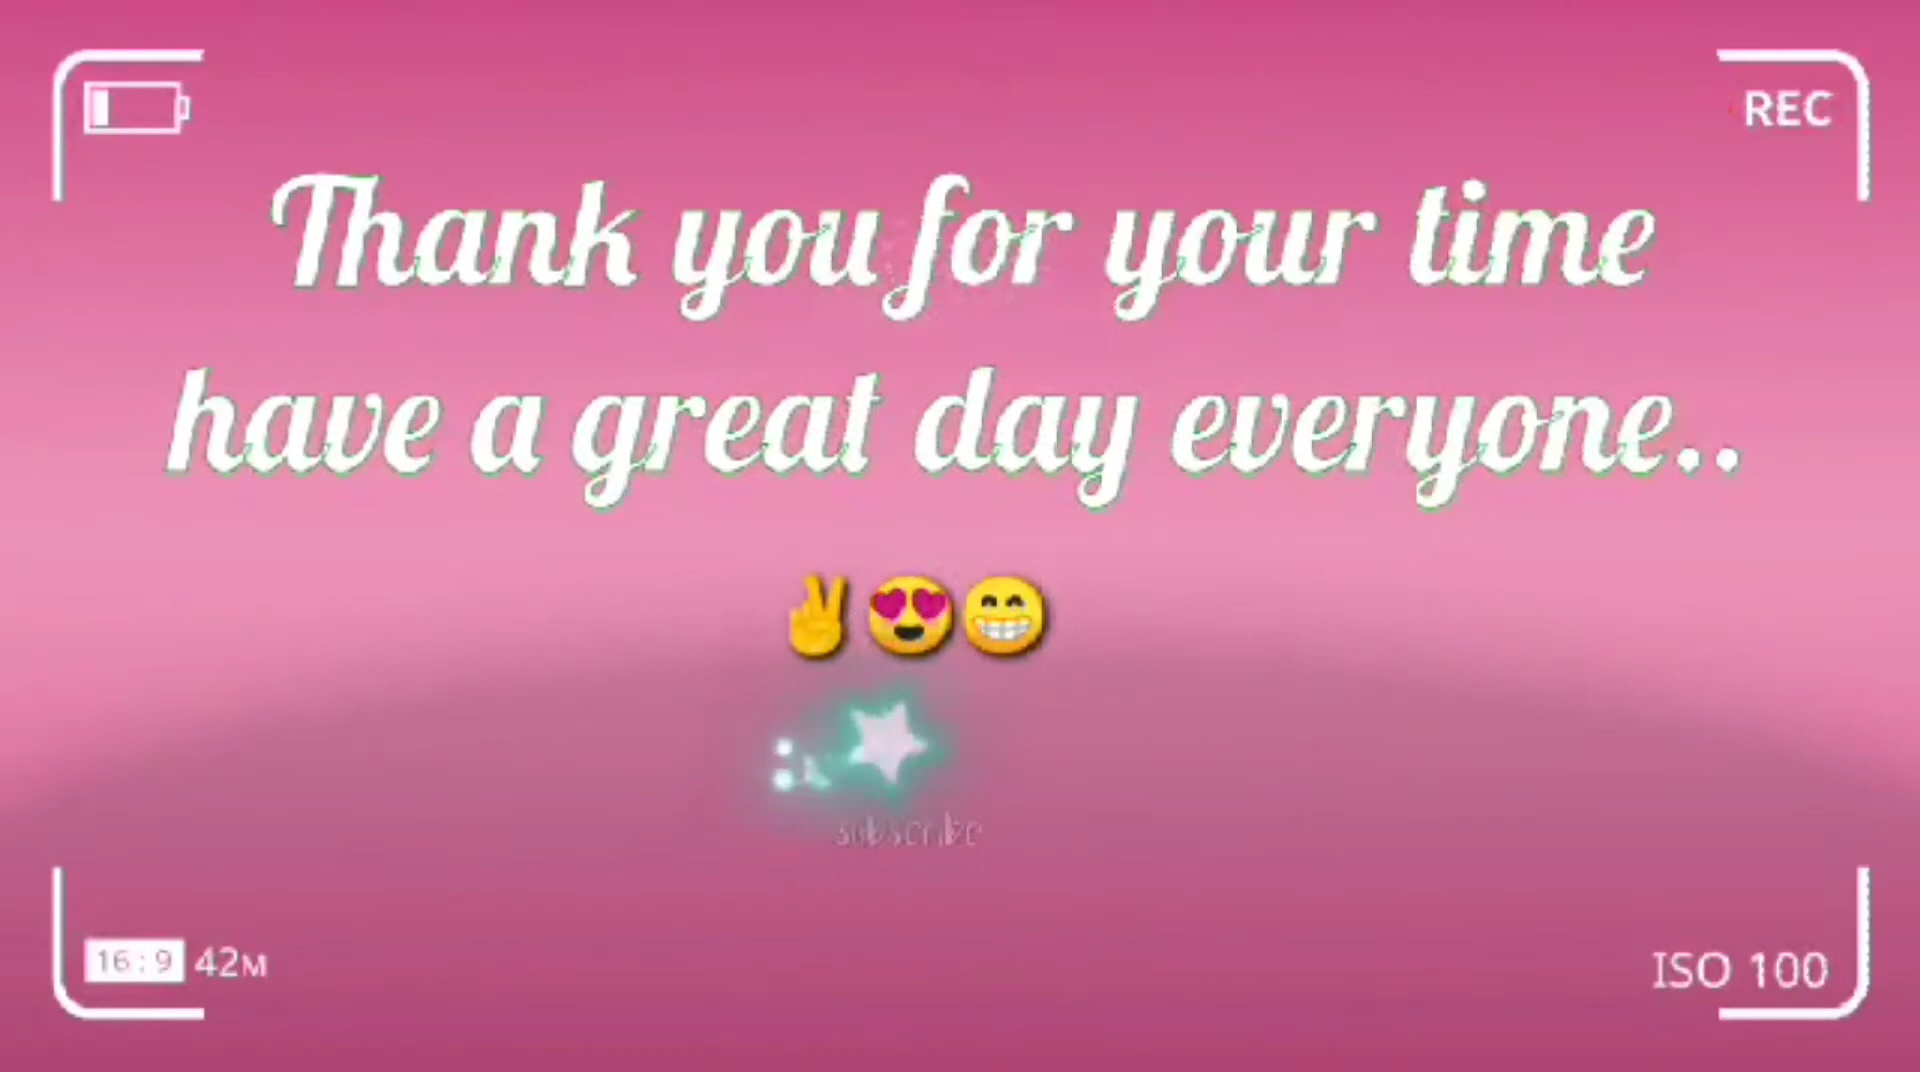 REC
Thank you for your time
have a great day everyone..
✌😍😁
subscribe
16:9 42M
ISO 100